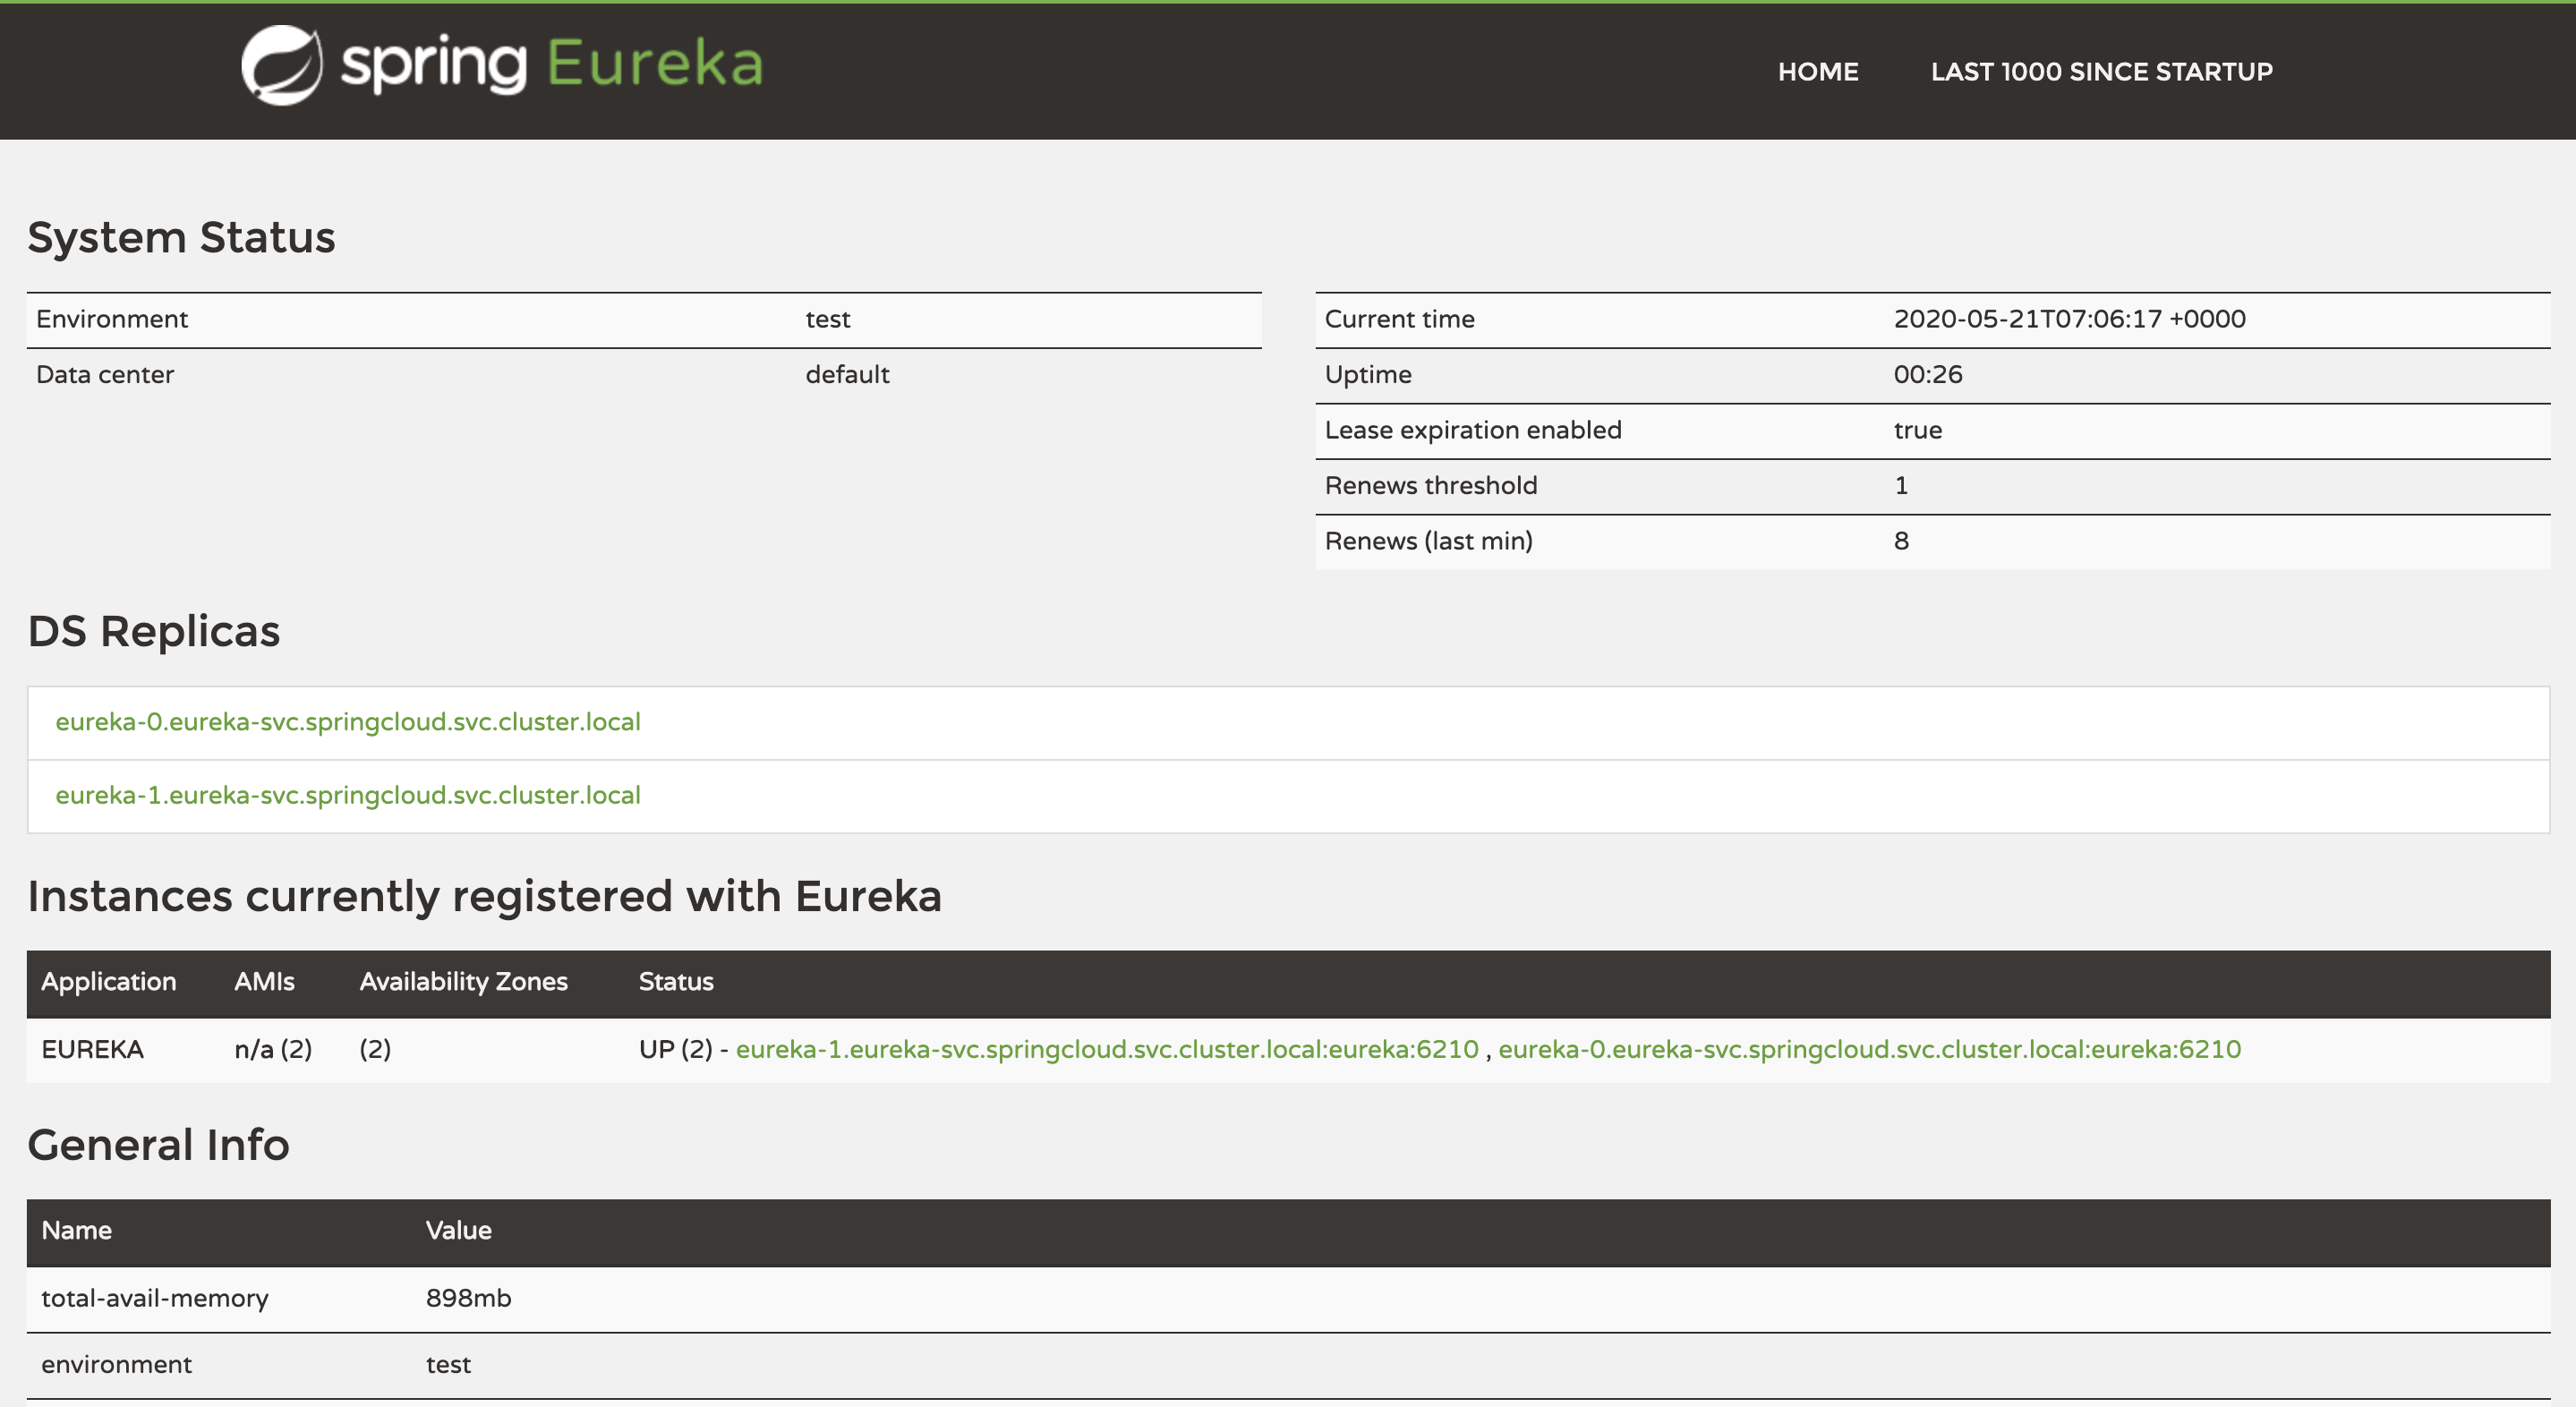 spring Eureka
HOME LAST 1000 SINCE STARTUP
System Status
Environment test
Data center default
Current time 2020-05-21T07:06:17 +0000
Uptime 00:26
Lease expiration enabled true
Renews threshold 1
Renews (last min) 8
DS Replicas
eureka-0.eureka-svc.springcloud.svc.cluster.local
eureka-1.eureka-svc.springcloud.svc.cluster.local
Instances currently registered with Eureka
Application AMIs Availability Zones Status
EUREKA n/a (2) (2) UP (2) - eureka-1.eureka-svc.springcloud.svc.cluster.local:eureka:6210 , eureka-0.eureka-svc.springcloud.svc.cluster.local:eureka:6210
General Info
Name Value
total-avail-memory 898mb
environment test